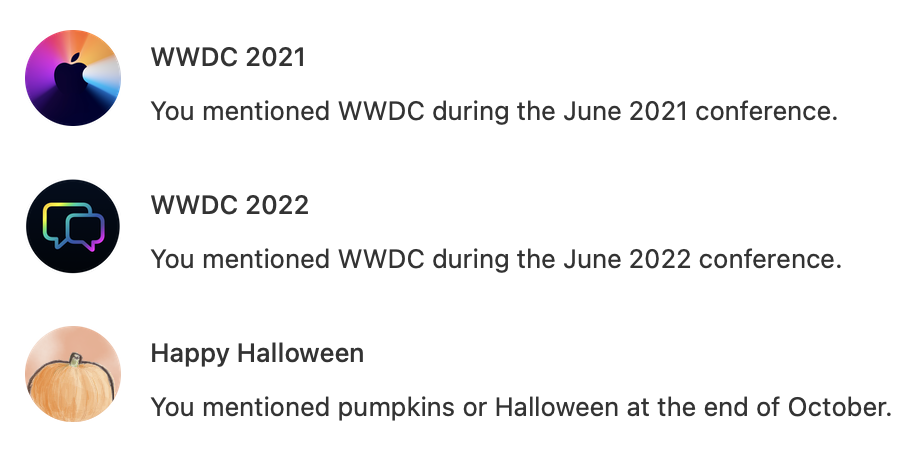 WWDC 2021
You mentioned WWDC during the June 2021 conference.
WWDC 2022
You mentioned WWDC during the June 2022 conference.
Happy Halloween
You mentioned pumpkins or Halloween at the end of October.